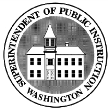 SUPERINTENDENT OF PUBLIC INSTRUCTION
WASHINGTON